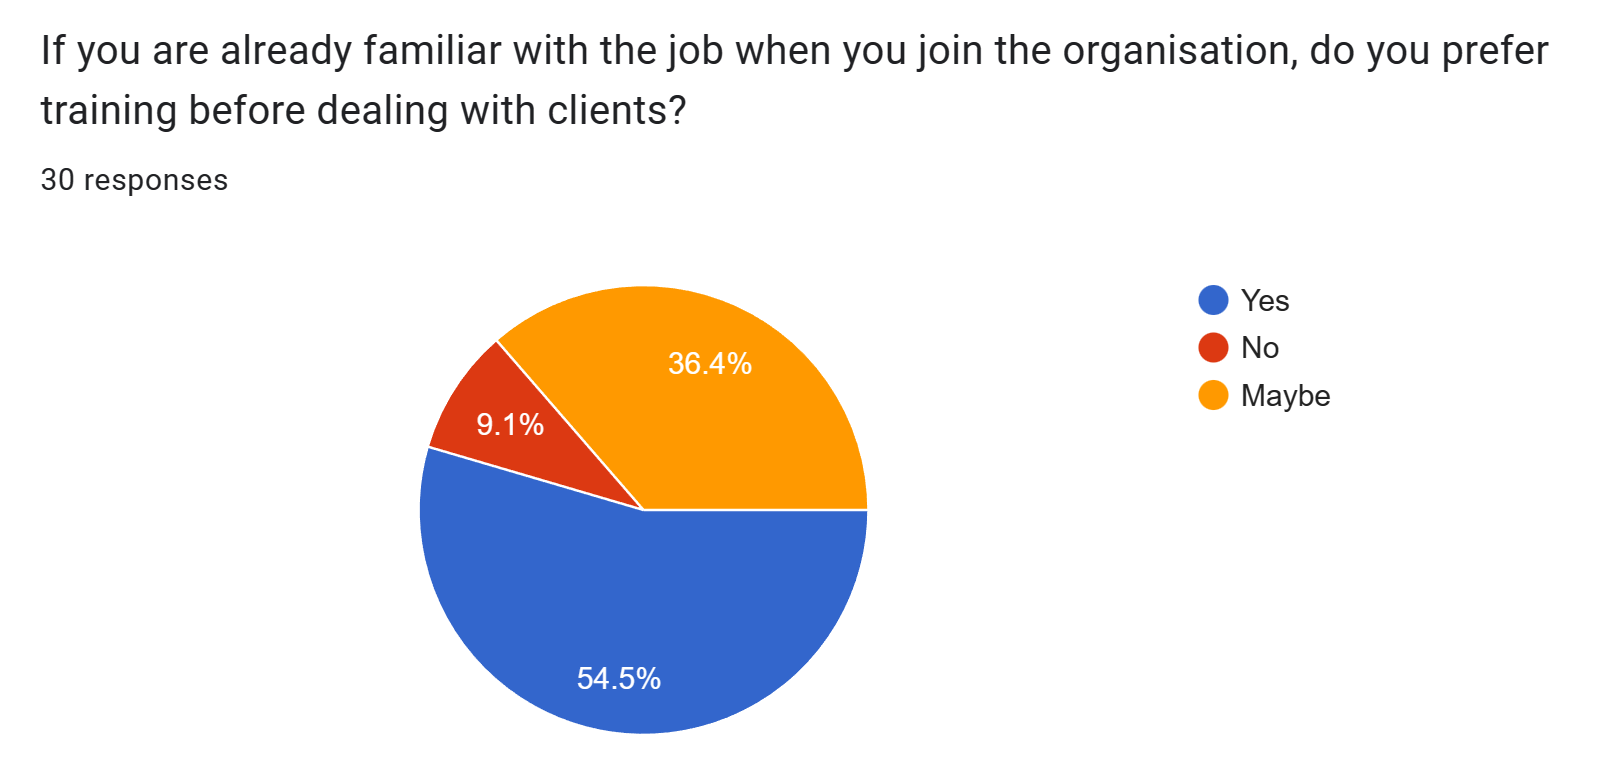 If you are already familiar with the job when you join the organisation, do you prefer
training before dealing with clients?
30 responses
Yes
No
Maybe
36.4%
9.1%
54.5%